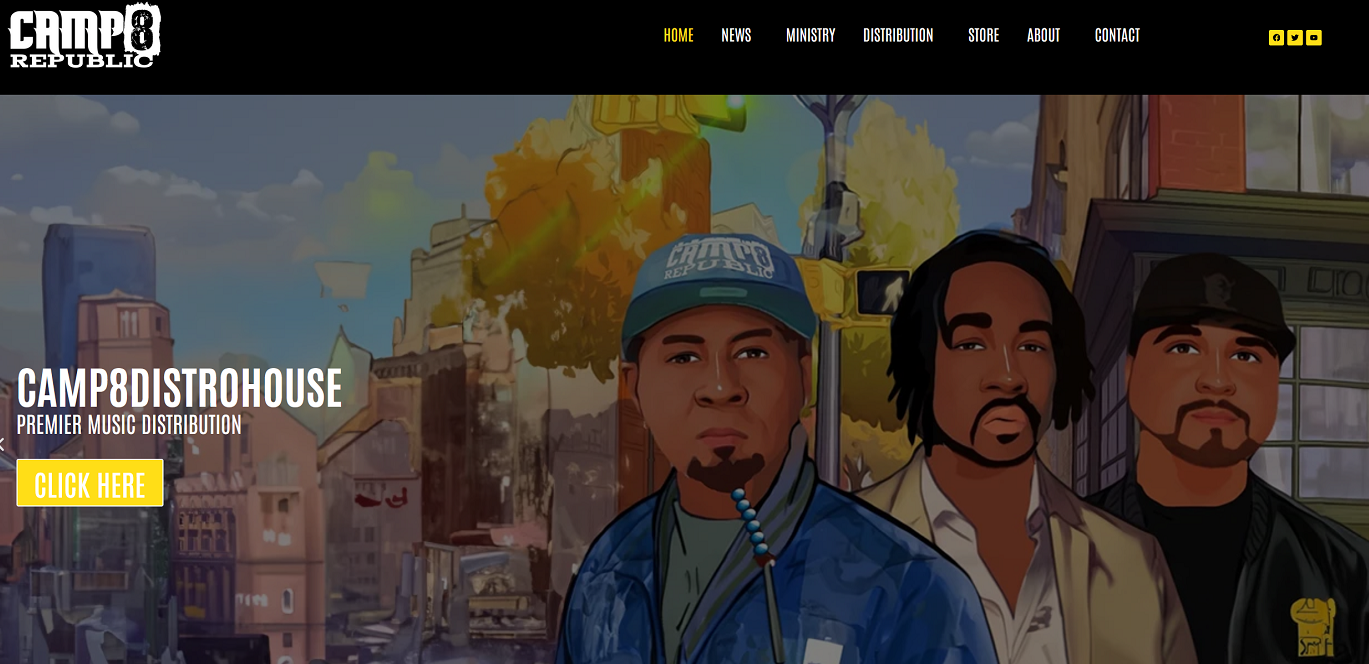 CAMP8
REPUBLIC
HOME NEWS MINISTRY DISTRIBUTION STORE ABOUT CONTACT
CAMP8
REPUBLIC
CAMP8DISTROHOUSE
PREMIER MUSIC DISTRIBUTION
CLICK HERE